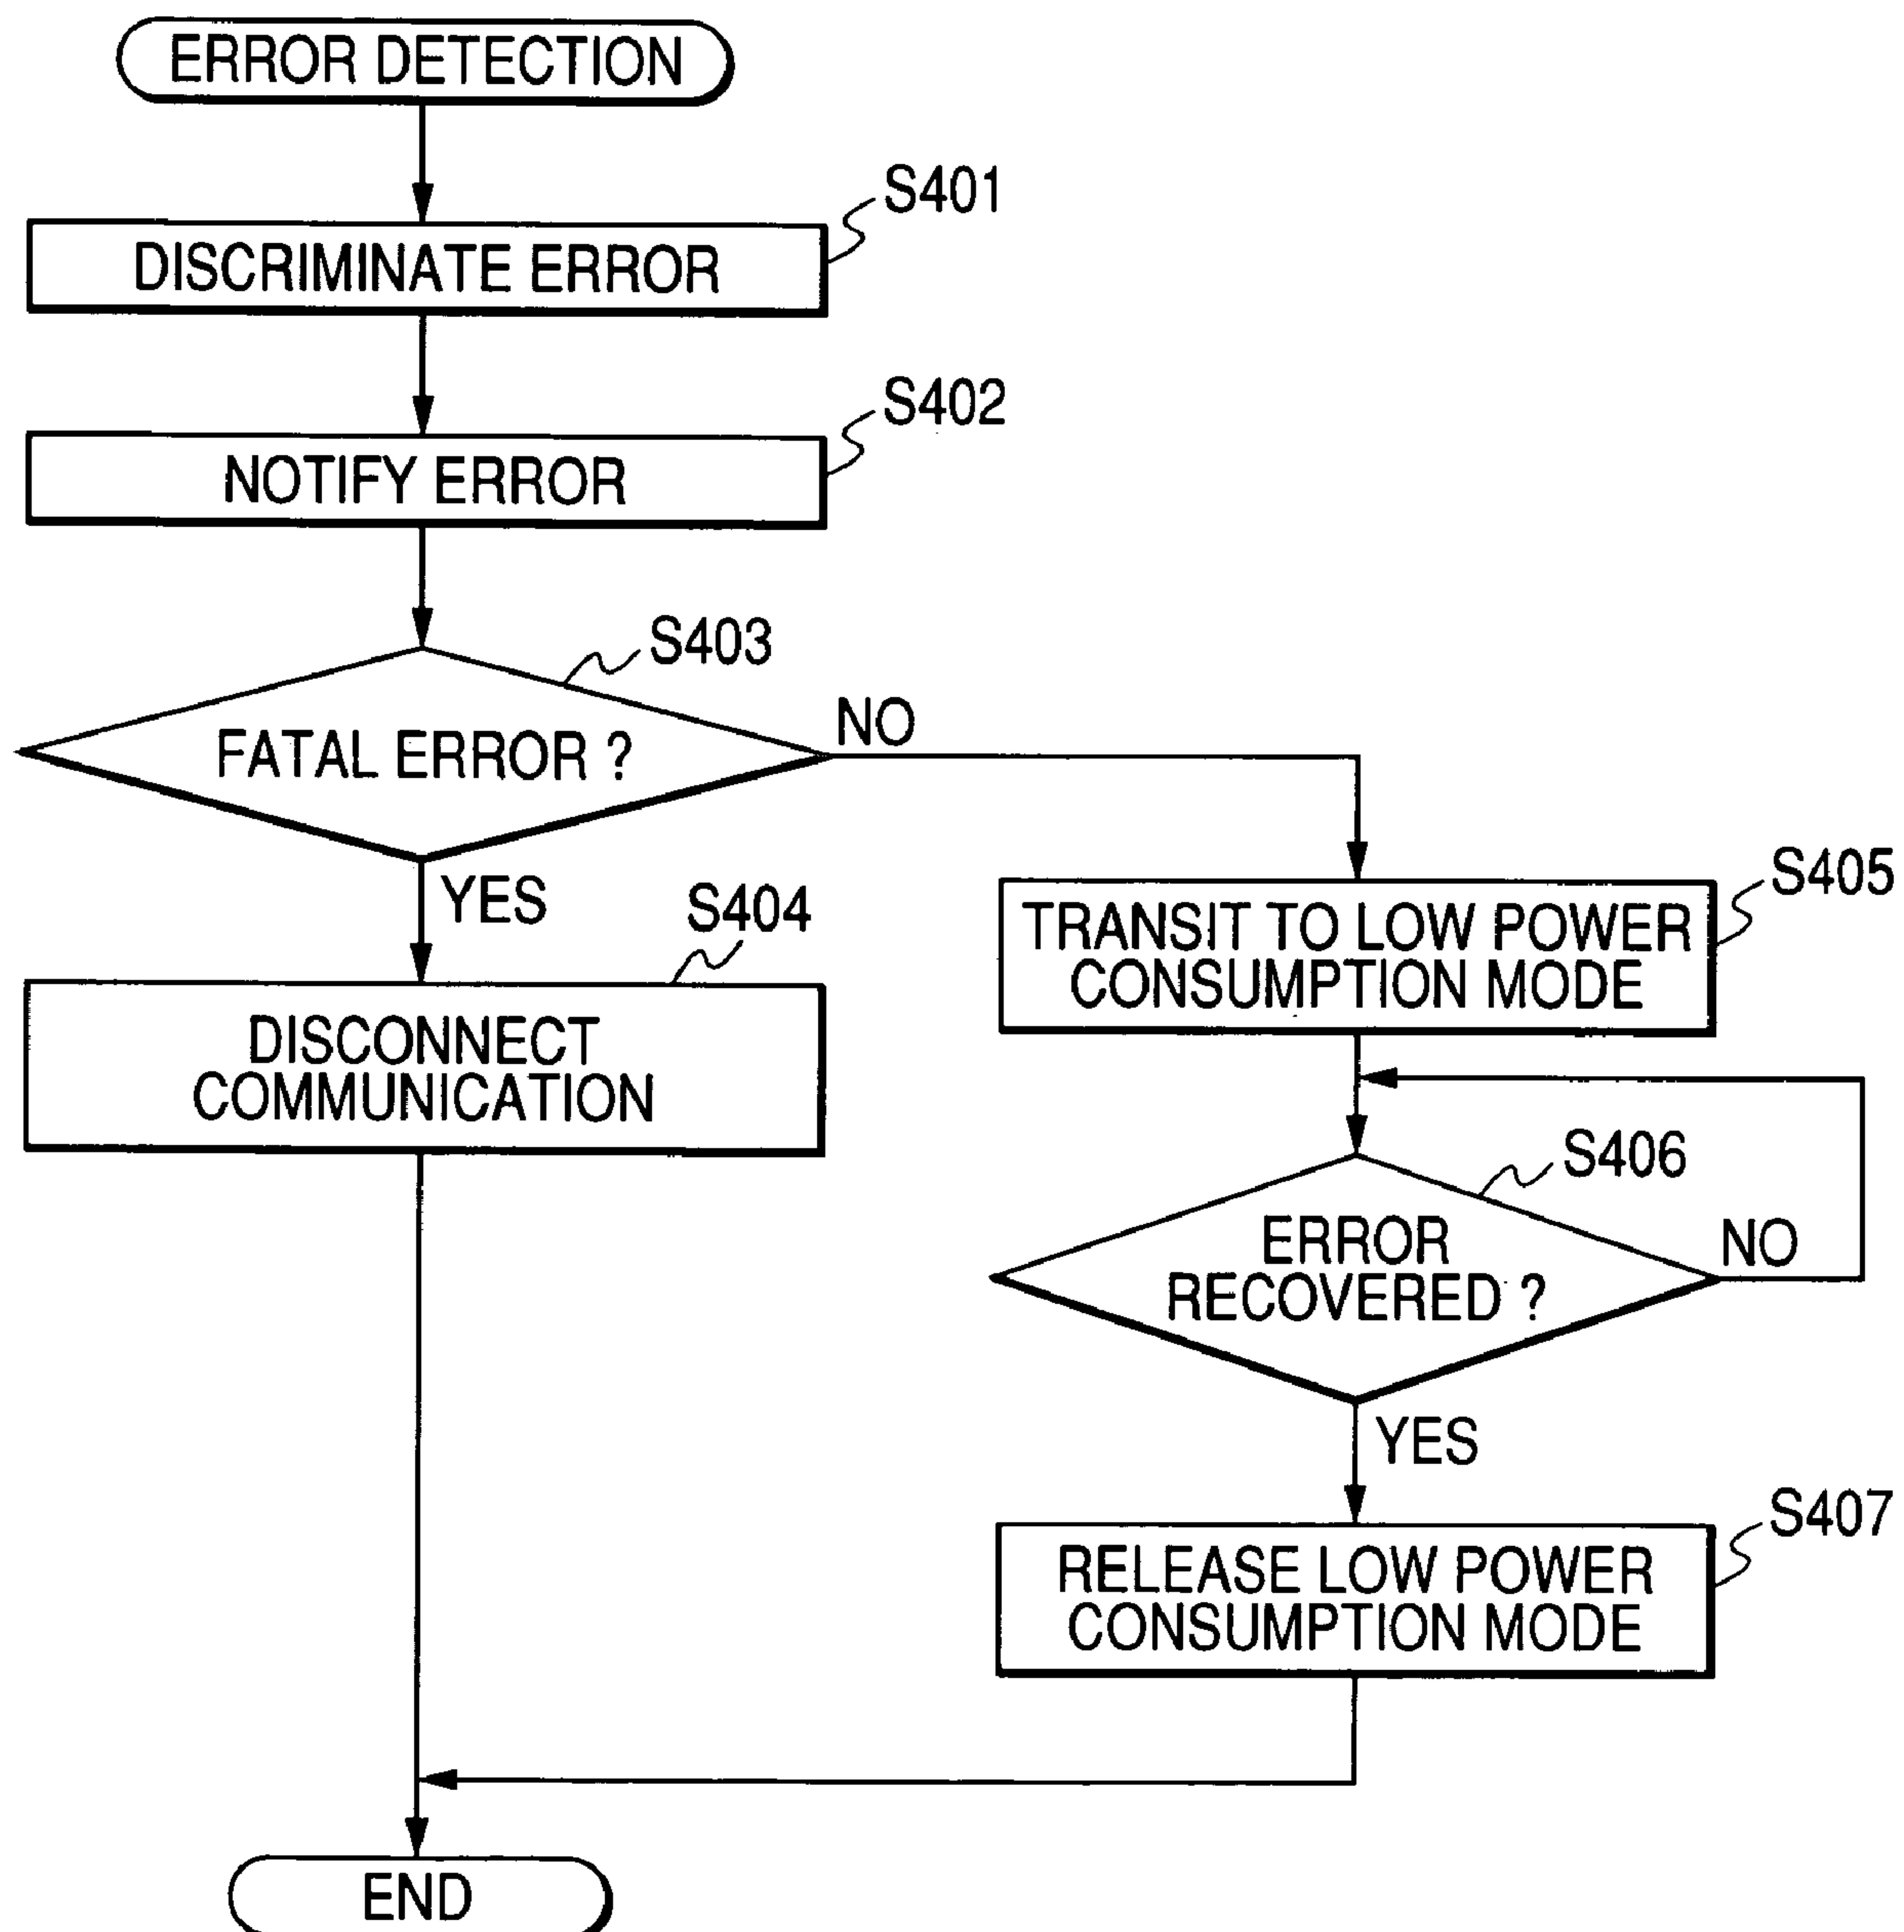 ERROR DETECTION
S401
DISCRIMINATE ERROR
S402
NOTIFY ERROR
S403
FATAL ERROR ?
NO
YES
S404
DISCONNECT
COMMUNICATION
S405
TRANSIT TO LOW POWER
CONSUMPTION MODE
S406
ERROR
RECOVERED ?
NO
YES
S407
RELEASE LOW POWER
CONSUMPTION MODE
END